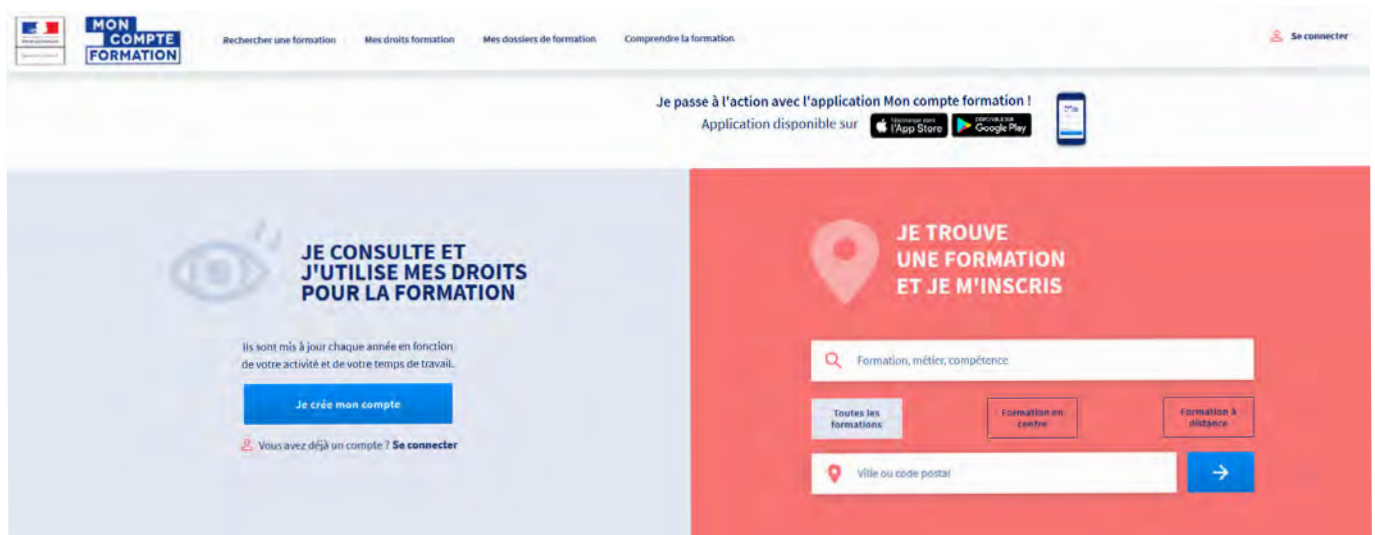 MON
COMPTE
FORMATION
Rechercher une formation
Mes droits formation
Mes dossiers de formation
Comprendre la formation
Se connecter
Je passe à l'action avec l'application Mon compte formation !
Application disponible sur
Télécharger dans
l'App Store
DISPONIBLE SUR
Google Play
JE CONSULTE ET
J'UTILISE MES DROITS
POUR LA FORMATION
Ils sont mis à jour chaque année en fonction
de votre activité et de votre temps de travail.
Je crée mon compte
Vous avez déjà un compte ? Se connecter
JE TROUVE
UNE FORMATION
ET JE M'INSCRIS
Formation, métier, compétence
Toutes les
formations
Formation en
centre
Formation à
distance
Ville ou code postal